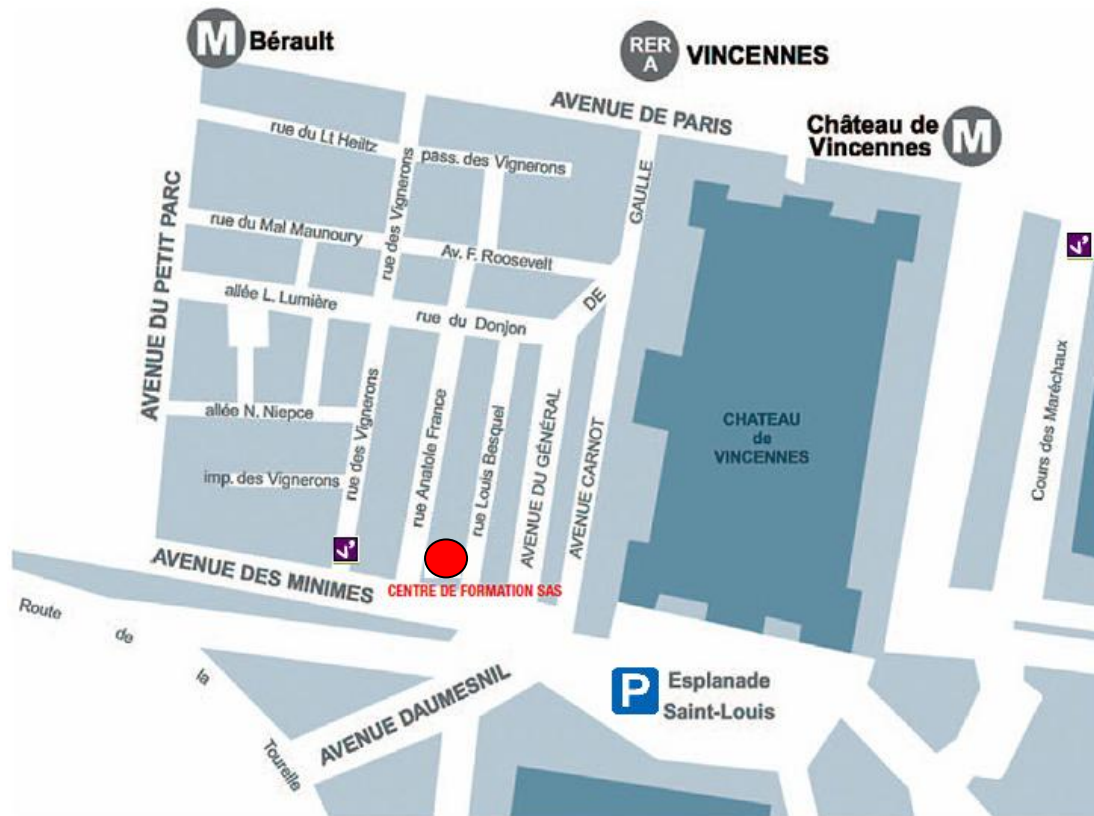 M Bérault
RER
A
VINCENNES
AVENUE DE PARIS
Château de
Vincennes
M
rue du Lt Heiltz
pass. des Vignerons
rue des Vignerons
GAULLE
AVENUE DU PETIT PARC
rue du Mal Maunoury
Av. F. Roosevelt
DE
allée L. Lumière
rue du Donjon
allée N. Niepce
imp. des Vignerons
rue des Vignerons
rue Anatole France
rue Louis Besquel
AVENUE DU GÉNÉRAL
AVENUE CARNOT
CHATEAU
de
VINCENNES
Cours des Maréchaux
V'
V'
AVENUE DES MINIMES
CENTRE DE FORMATION SAS
Route
de
la
Tourelle
AVENUE DAUMESNIL
P
Esplanade
Saint-Louis